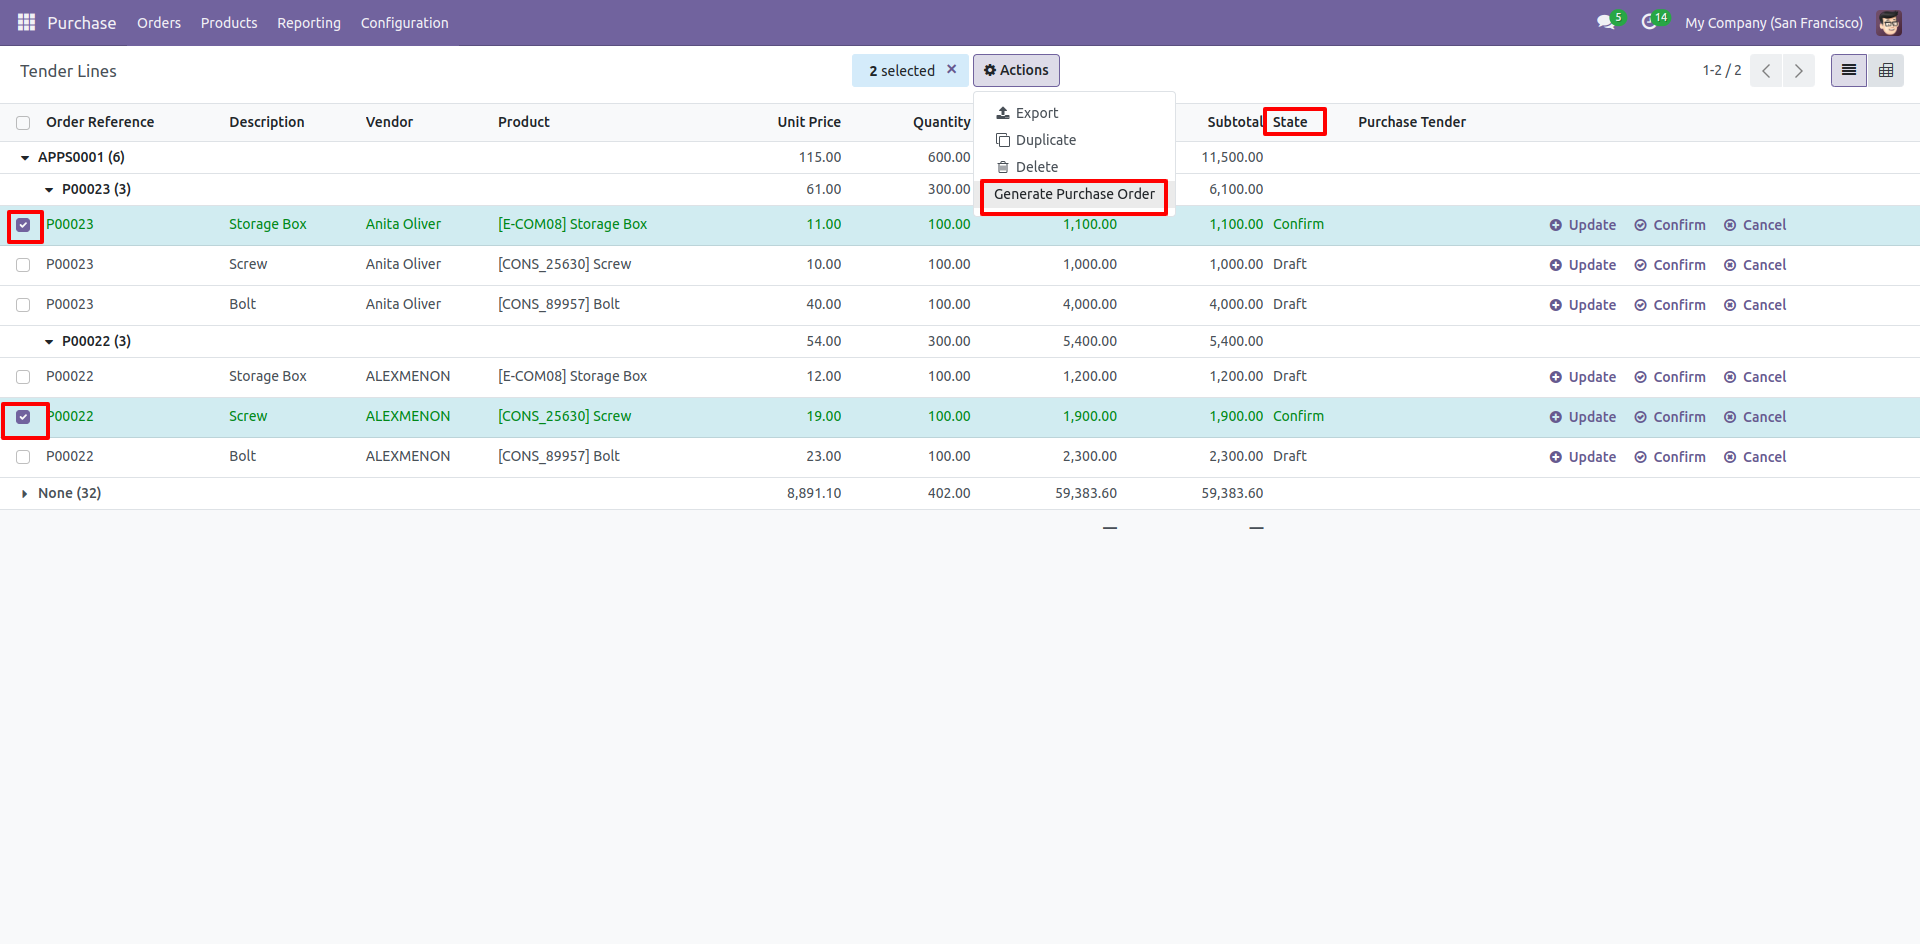 Purchase Orders Products Reporting Configuration 5 14 My Company (San Francisco)
Tender Lines 2 selected Actions 1-2 / 2
Export
Duplicate
Delete
Generate Purchase Order
Order Reference Description Vendor Product Unit Price Quantity Subtotal State Purchase Tender
APPS0001 (6) 115.00 600.00 11,500.00
P00023 (3) 61.00 300.00 6,100.00
P00023 Storage Box Anita Oliver [E-COM08] Storage Box 11.00 100.00 1,100.00 1,100.00 Confirm Update Confirm Cancel
P00023 Screw Anita Oliver [CONS_25630] Screw 10.00 100.00 1,000.00 1,000.00 Draft Update Confirm Cancel
P00023 Bolt Anita Oliver [CONS_89957] Bolt 40.00 100.00 4,000.00 4,000.00 Draft Update Confirm Cancel
P00022 (3) 54.00 300.00 5,400.00 5,400.00
P00022 Storage Box ALEXMENON [E-COM08] Storage Box 12.00 100.00 1,200.00 1,200.00 Draft Update Confirm Cancel
P00022 Screw ALEXMENON [CONS_25630] Screw 19.00 100.00 1,900.00 1,900.00 Confirm Update Confirm Cancel
P00022 Bolt ALEXMENON [CONS_89957] Bolt 23.00 100.00 2,300.00 2,300.00 Draft Update Confirm Cancel
None (32) 8,891.10 402.00 59,383.60 59,383.60
— —